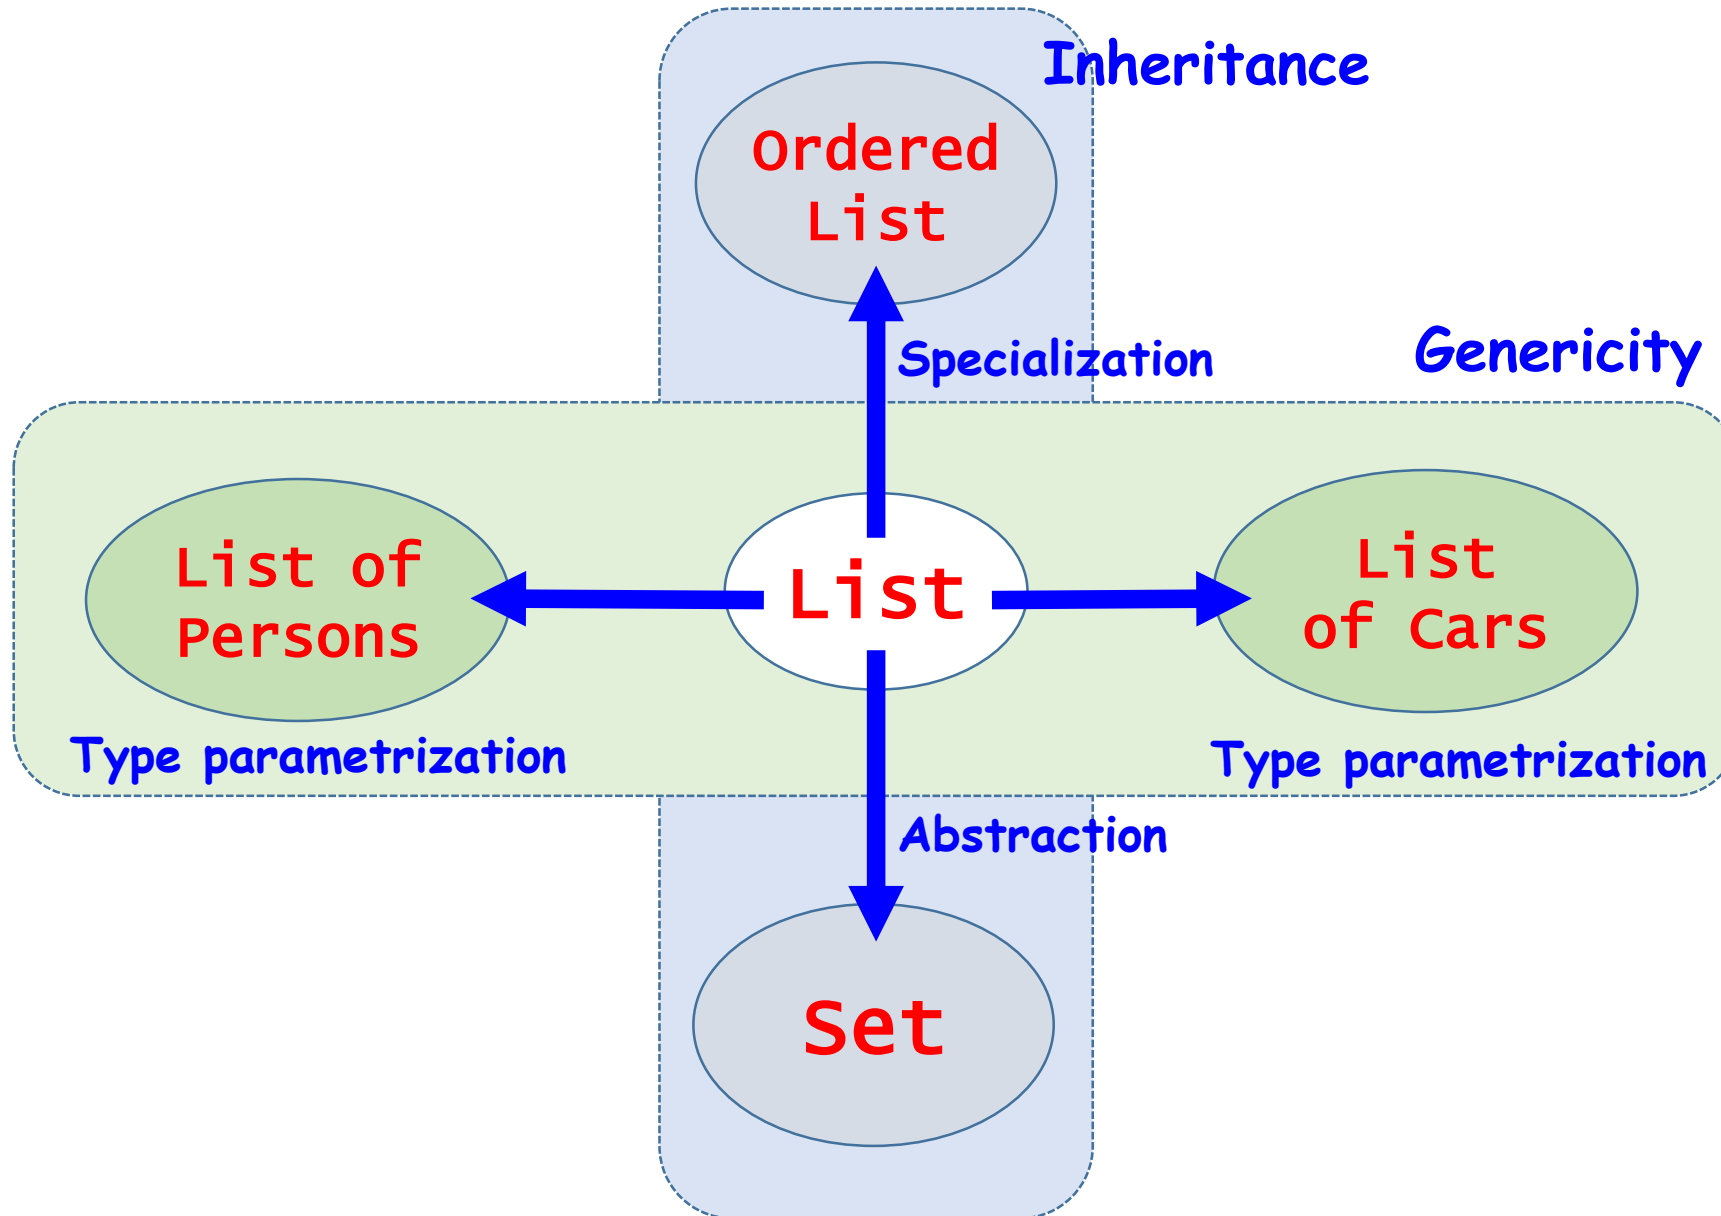 Inheritance
Ordered
List
Specialization
Genericity
List of
Persons
List
List
of Cars
Type parametrization
Type parametrization
Abstraction
Set